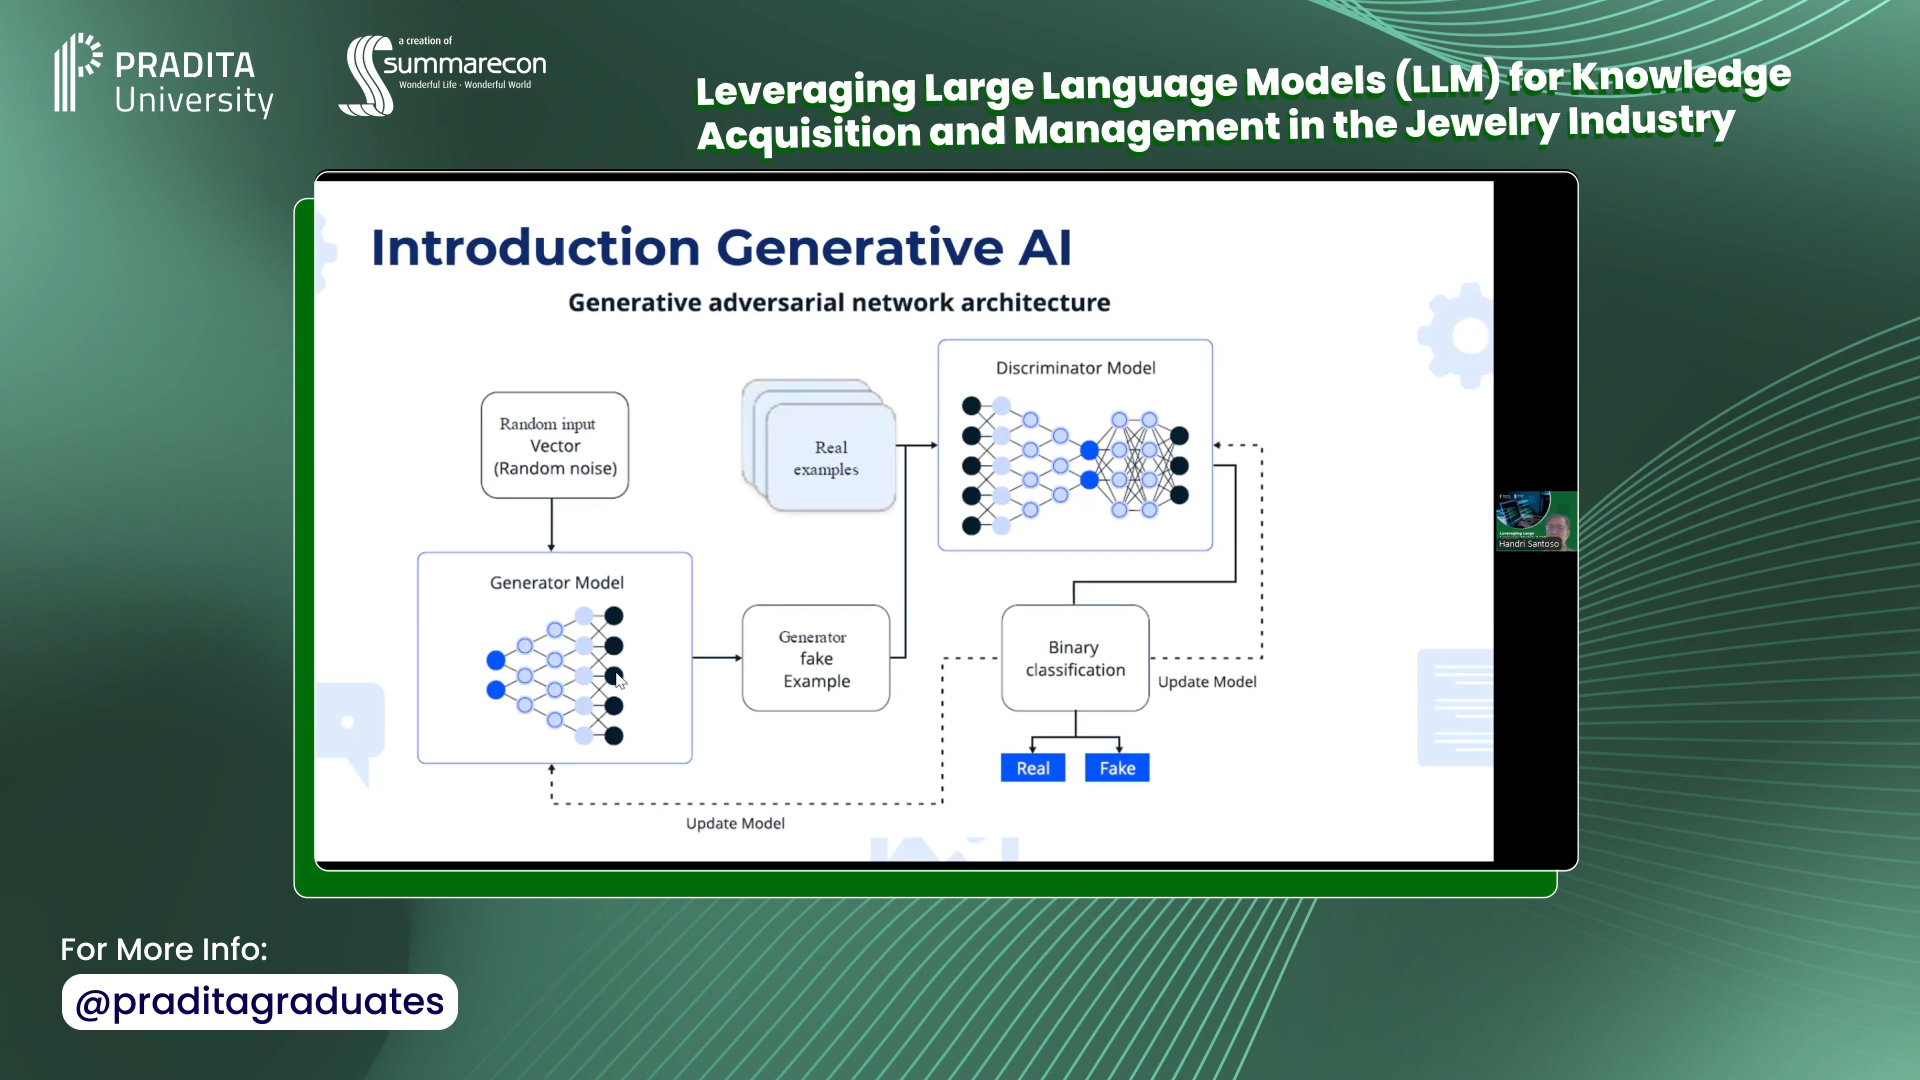 PRADITA
University
a creation of
summarecon
Wonderful Life · Wonderful World
Leveraging Large Language Models (LLM) for Knowledge
Acquisition and Management in the Jewelry Industry
Introduction Generative AI
Generative adversarial network architecture
Random input
Vector
(Random noise)
Real
examples
Discriminator Model
Generator Model
Generator
fake
Example
Binary
classification
Update Model
Real
Fake
Update Model
Handri Santoso
For More Info:
@praditagraduates